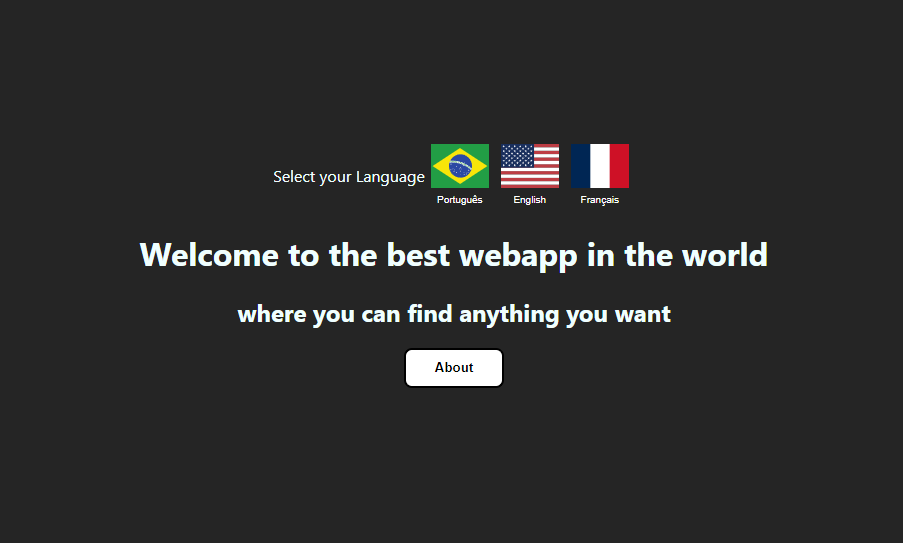 Select your Language
Português English Français
Welcome to the best webapp in the world
where you can find anything you want
About